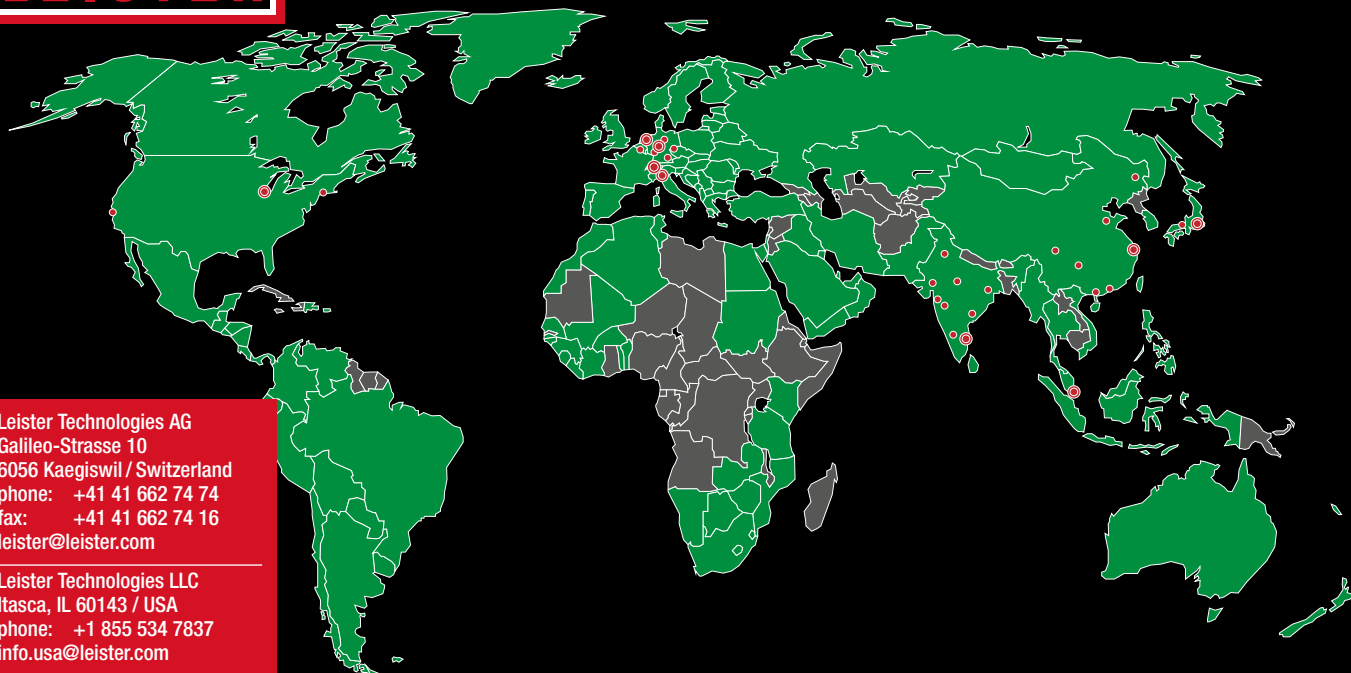 LEISTER
Leister Technologies AG
Galileo-Strasse 10
6056 Kaegiswil / Switzerland
phone: +41 41 662 74 74
fax: +41 41 662 74 16
leister@leister.com
Leister Technologies LLC
Itasca, IL 60143 / USA
phone: +1 855 534 7837
info.usa@leister.com